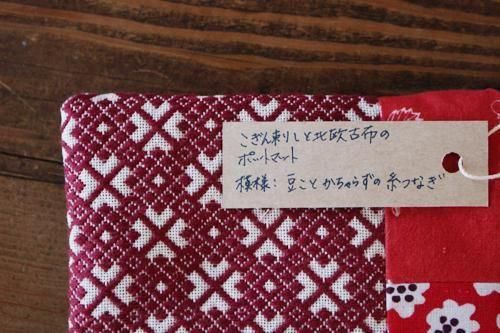 こぎん刺しと北欧古布の
ポットマット
模様：豆こと かちゃらずの 糸つなぎ